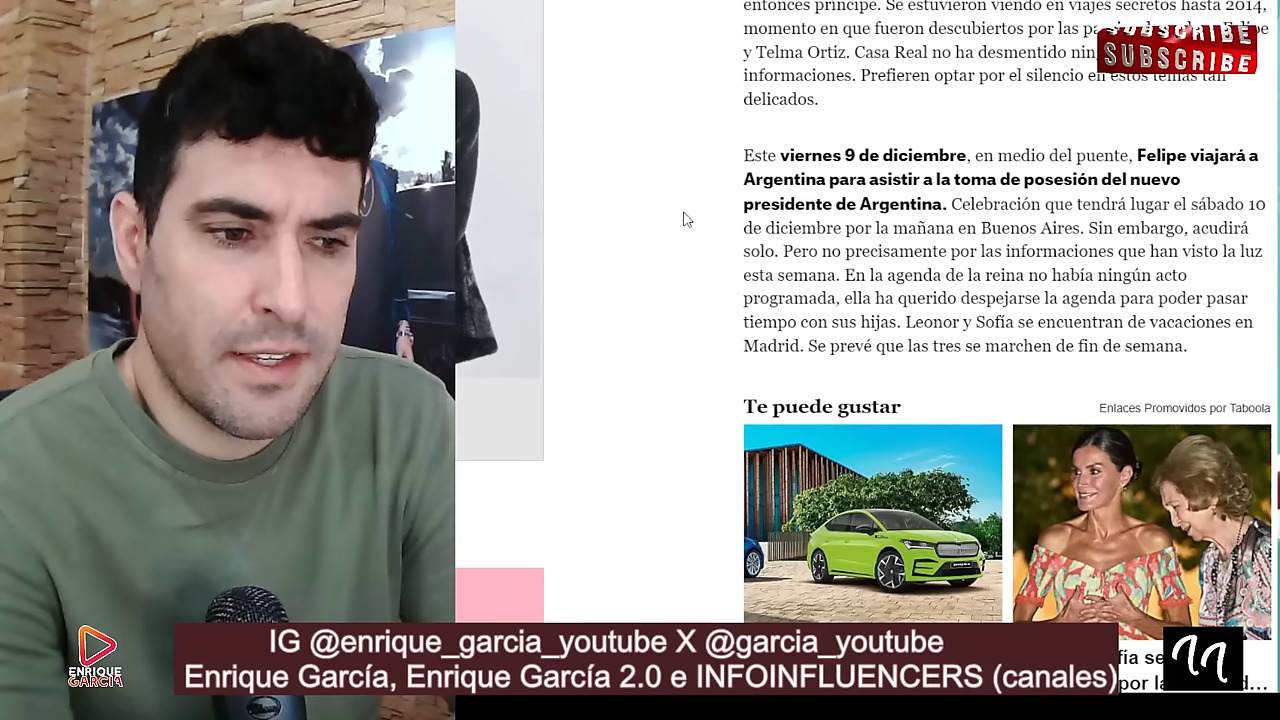 entonces príncipe. Se estuvieron viendo en viajes secretos hasta 2014,
momento en que fueron descubiertos por las
y Telma Ortiz. Casa Real no ha desmentido
informaciones. Prefieren optar por el silencio en estos temas tan
delicados.
SUBSCRIBE
SUBSCRIBE
Este viernes 9 de diciembre, en medio del puente, Felipe viajará a
Argentina para asistir a la toma de posesión del nuevo
presidente de Argentina. Celebración que tendrá lugar el sábado 10
de diciembre por la mañana en Buenos Aires. Sin embargo, acudirá
solo. Pero no precisamente por las informaciones que han visto la luz
esta semana. En la agenda de la reina no había ningún acto
programada, ella ha querido despejarse la agenda para poder pasar
tiempo con sus hijas. Leonor y Sofía se encuentran de vacaciones en
Madrid. Se prevé que las tres se marchen de fin de semana.
Te puede gustar
Enlaces Promovidos por Taboola
IG @enrique_garcia_youtube X @garcia_youtube
Enrique García, Enrique García 2.0 e INFOINFLUENCERS (canales)
ENRIQUE
GARCÍA